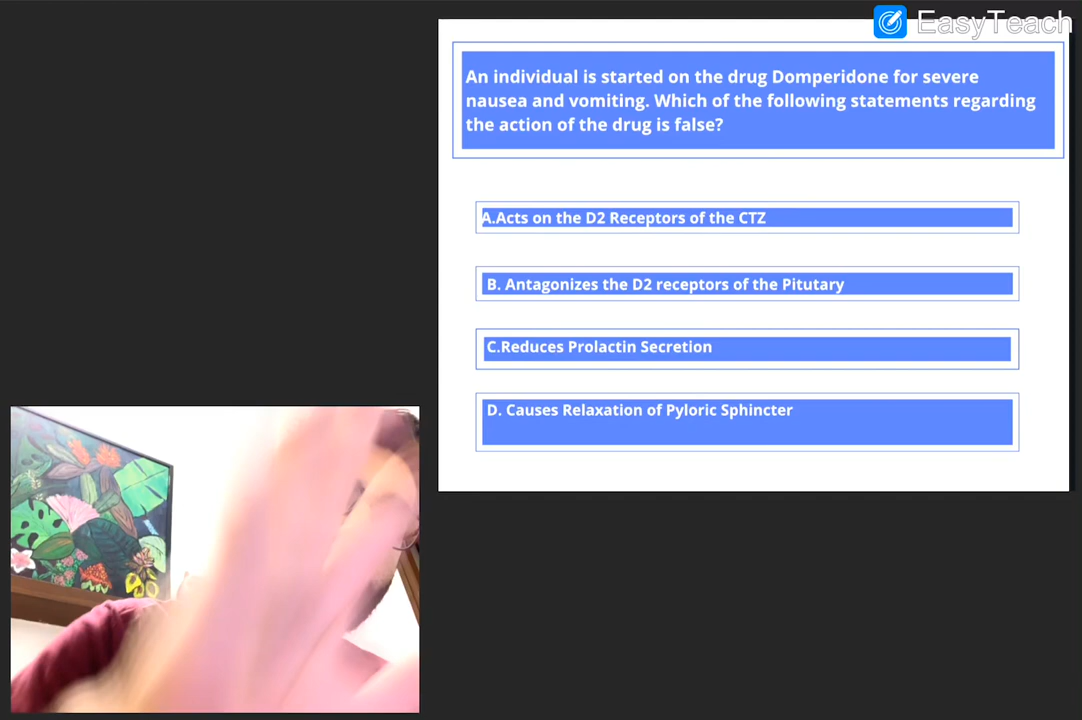 EasyTeach
An individual is started on the drug Domperidone for severe
nausea and vomiting. Which of the following statements regarding
the action of the drug is false?
A.Acts on the D2 Receptors of the CTZ
B. Antagonizes the D2 receptors of the Pitutary
C.Reduces Prolactin Secretion
D. Causes Relaxation of Pyloric Sphincter